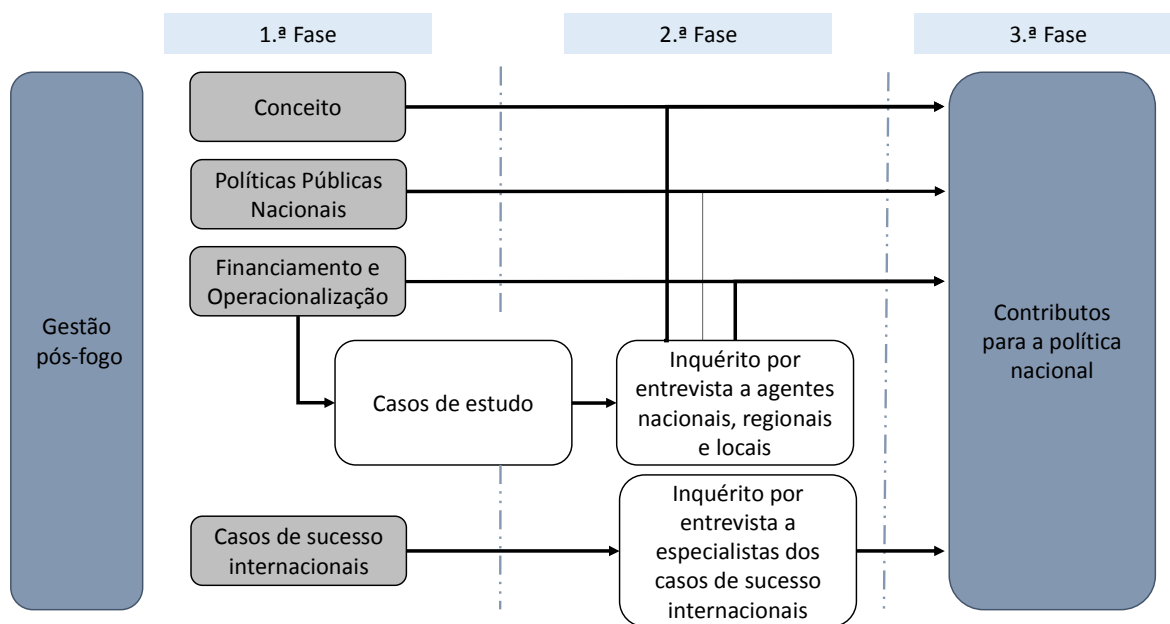 1.ª Fase
2.ª Fase
3.ª Fase
Gestão
pós-fogo
Conceito
Políticas Públicas
Nacionais
Financiamento e
Operacionalização
Casos de estudo
Inquérito por
entrevista a agentes
nacionais, regionais
e locais
Casos de sucesso
internacionais
Inquérito por
entrevista a
especialistas dos
casos de sucesso
internacionais
Contributos
para a política
nacional